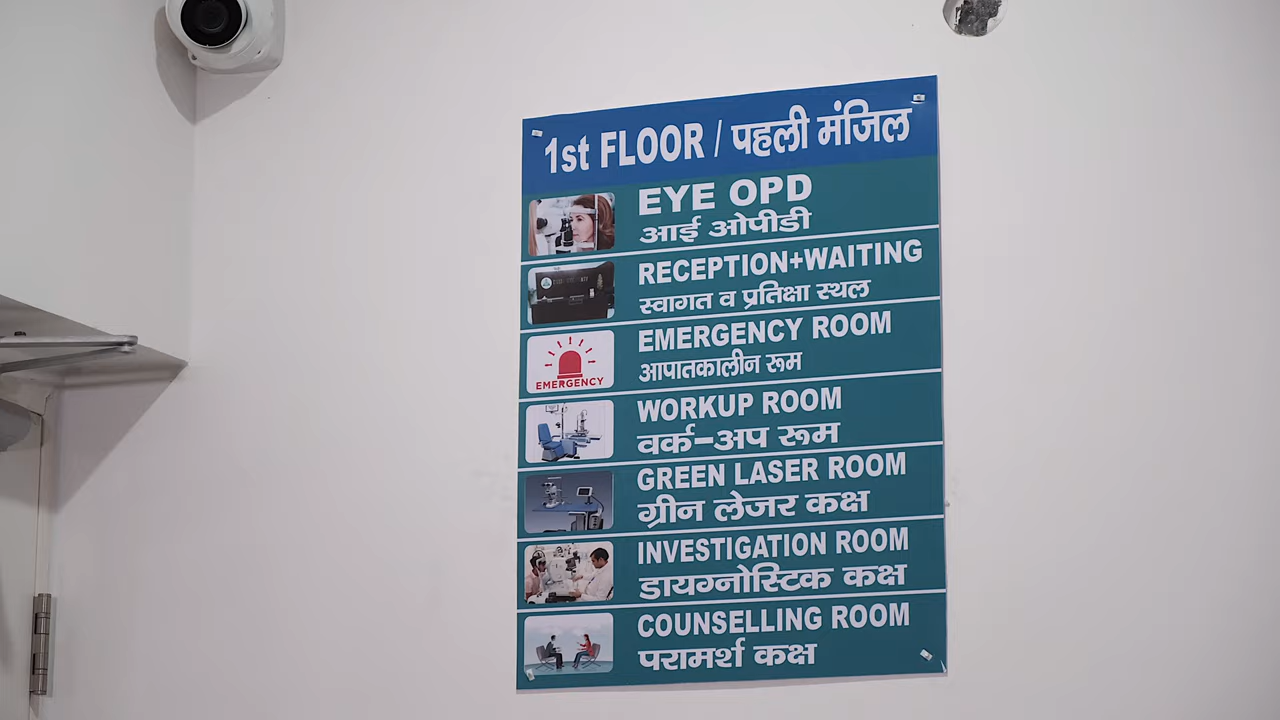 1st FLOOR / पहली मंजिल
EYE OPD
आई ओपीडी
RECEPTION+WAITING
स्वागत व प्रतिक्षा स्थल
EMERGENCY ROOM
आपातकालीन रूम
EMERGENCY
WORKUP ROOM
वर्क-अप रूम
GREEN LASER ROOM
ग्रीन लेजर कक्ष
INVESTIGATION ROOM
डायग्नोस्टिक कक्ष
COUNSELLING ROOM
परामर्श कक्ष